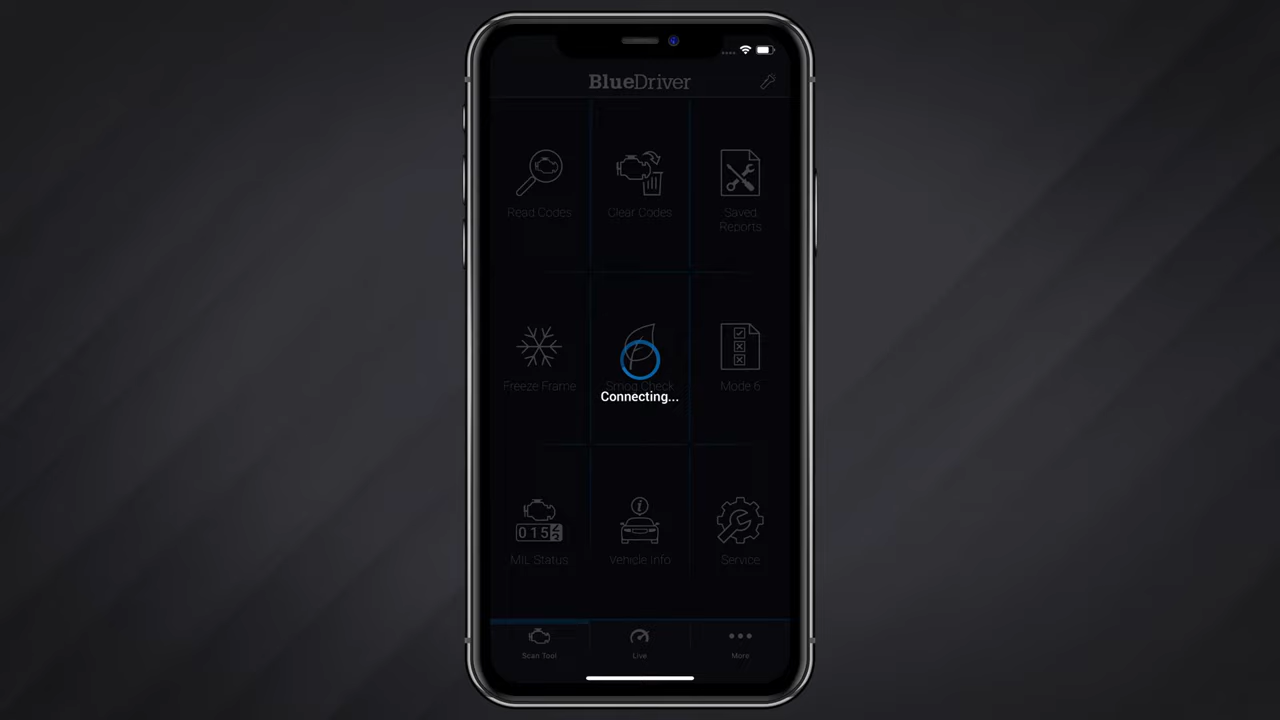 BlueDriver
Read Codes
Clear Codes
Saved
Reports
Freeze Frame
Smog Check
Mode 6
Connecting...
015
MIL Status
Vehicle Info
Service
Scan Tool
Live
More